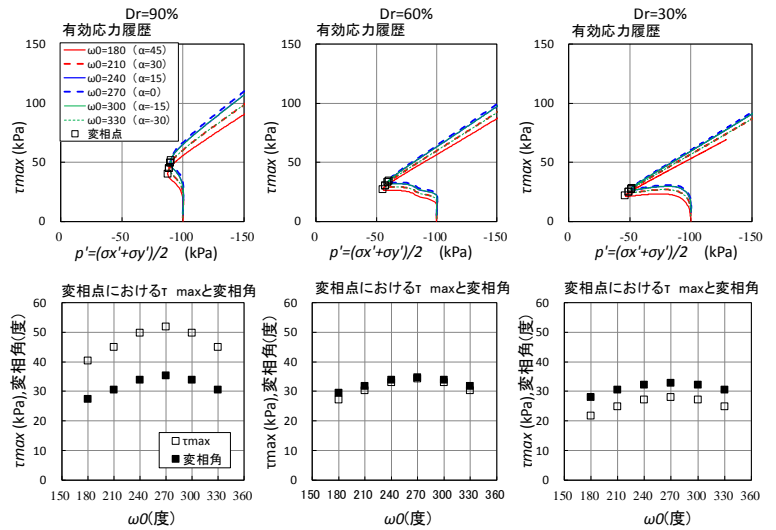 Dr=90%
有効応力履歴
150
100
50
0
τmax (kPa)
ω0=180 (α=45)
ω0=210 (α=30)
ω0=240 (α=15)
ω0=270 (α=0)
ω0=300 (α=-15)
ω0=330 (α=-30)
変相点
0 -50 -100 -150
p'=(σx'+σy')/2 (kPa)
Dr=60%
有効応力履歴
150
100
50
0
τmax (kPa)
0 -50 -100 -150
p'=(σx'+σy')/2 (kPa)
Dr=30%
有効応力履歴
150
100
50
0
τmax (kPa)
0 -50 -100 -150
p'=(σx'+σy')/2 (kPa)
変相点におけるτ maxと変相角
60
50
40
30
20
10
0
τmax (kPa),変相角(度)
τmax
変相角
150 180 210 240 270 300 330 360
ω0(度)
変相点におけるτ maxと変相角
60
50
40
30
20
10
0
τmax (kPa),変相角(度)
150 180 210 240 270 300 330 360
ω0(度)
変相点におけるτ maxと変相角
60
50
40
30
20
10
0
τmax (kPa),変相角(度)
150 180 210 240 270 300 330 360
ω0(度)